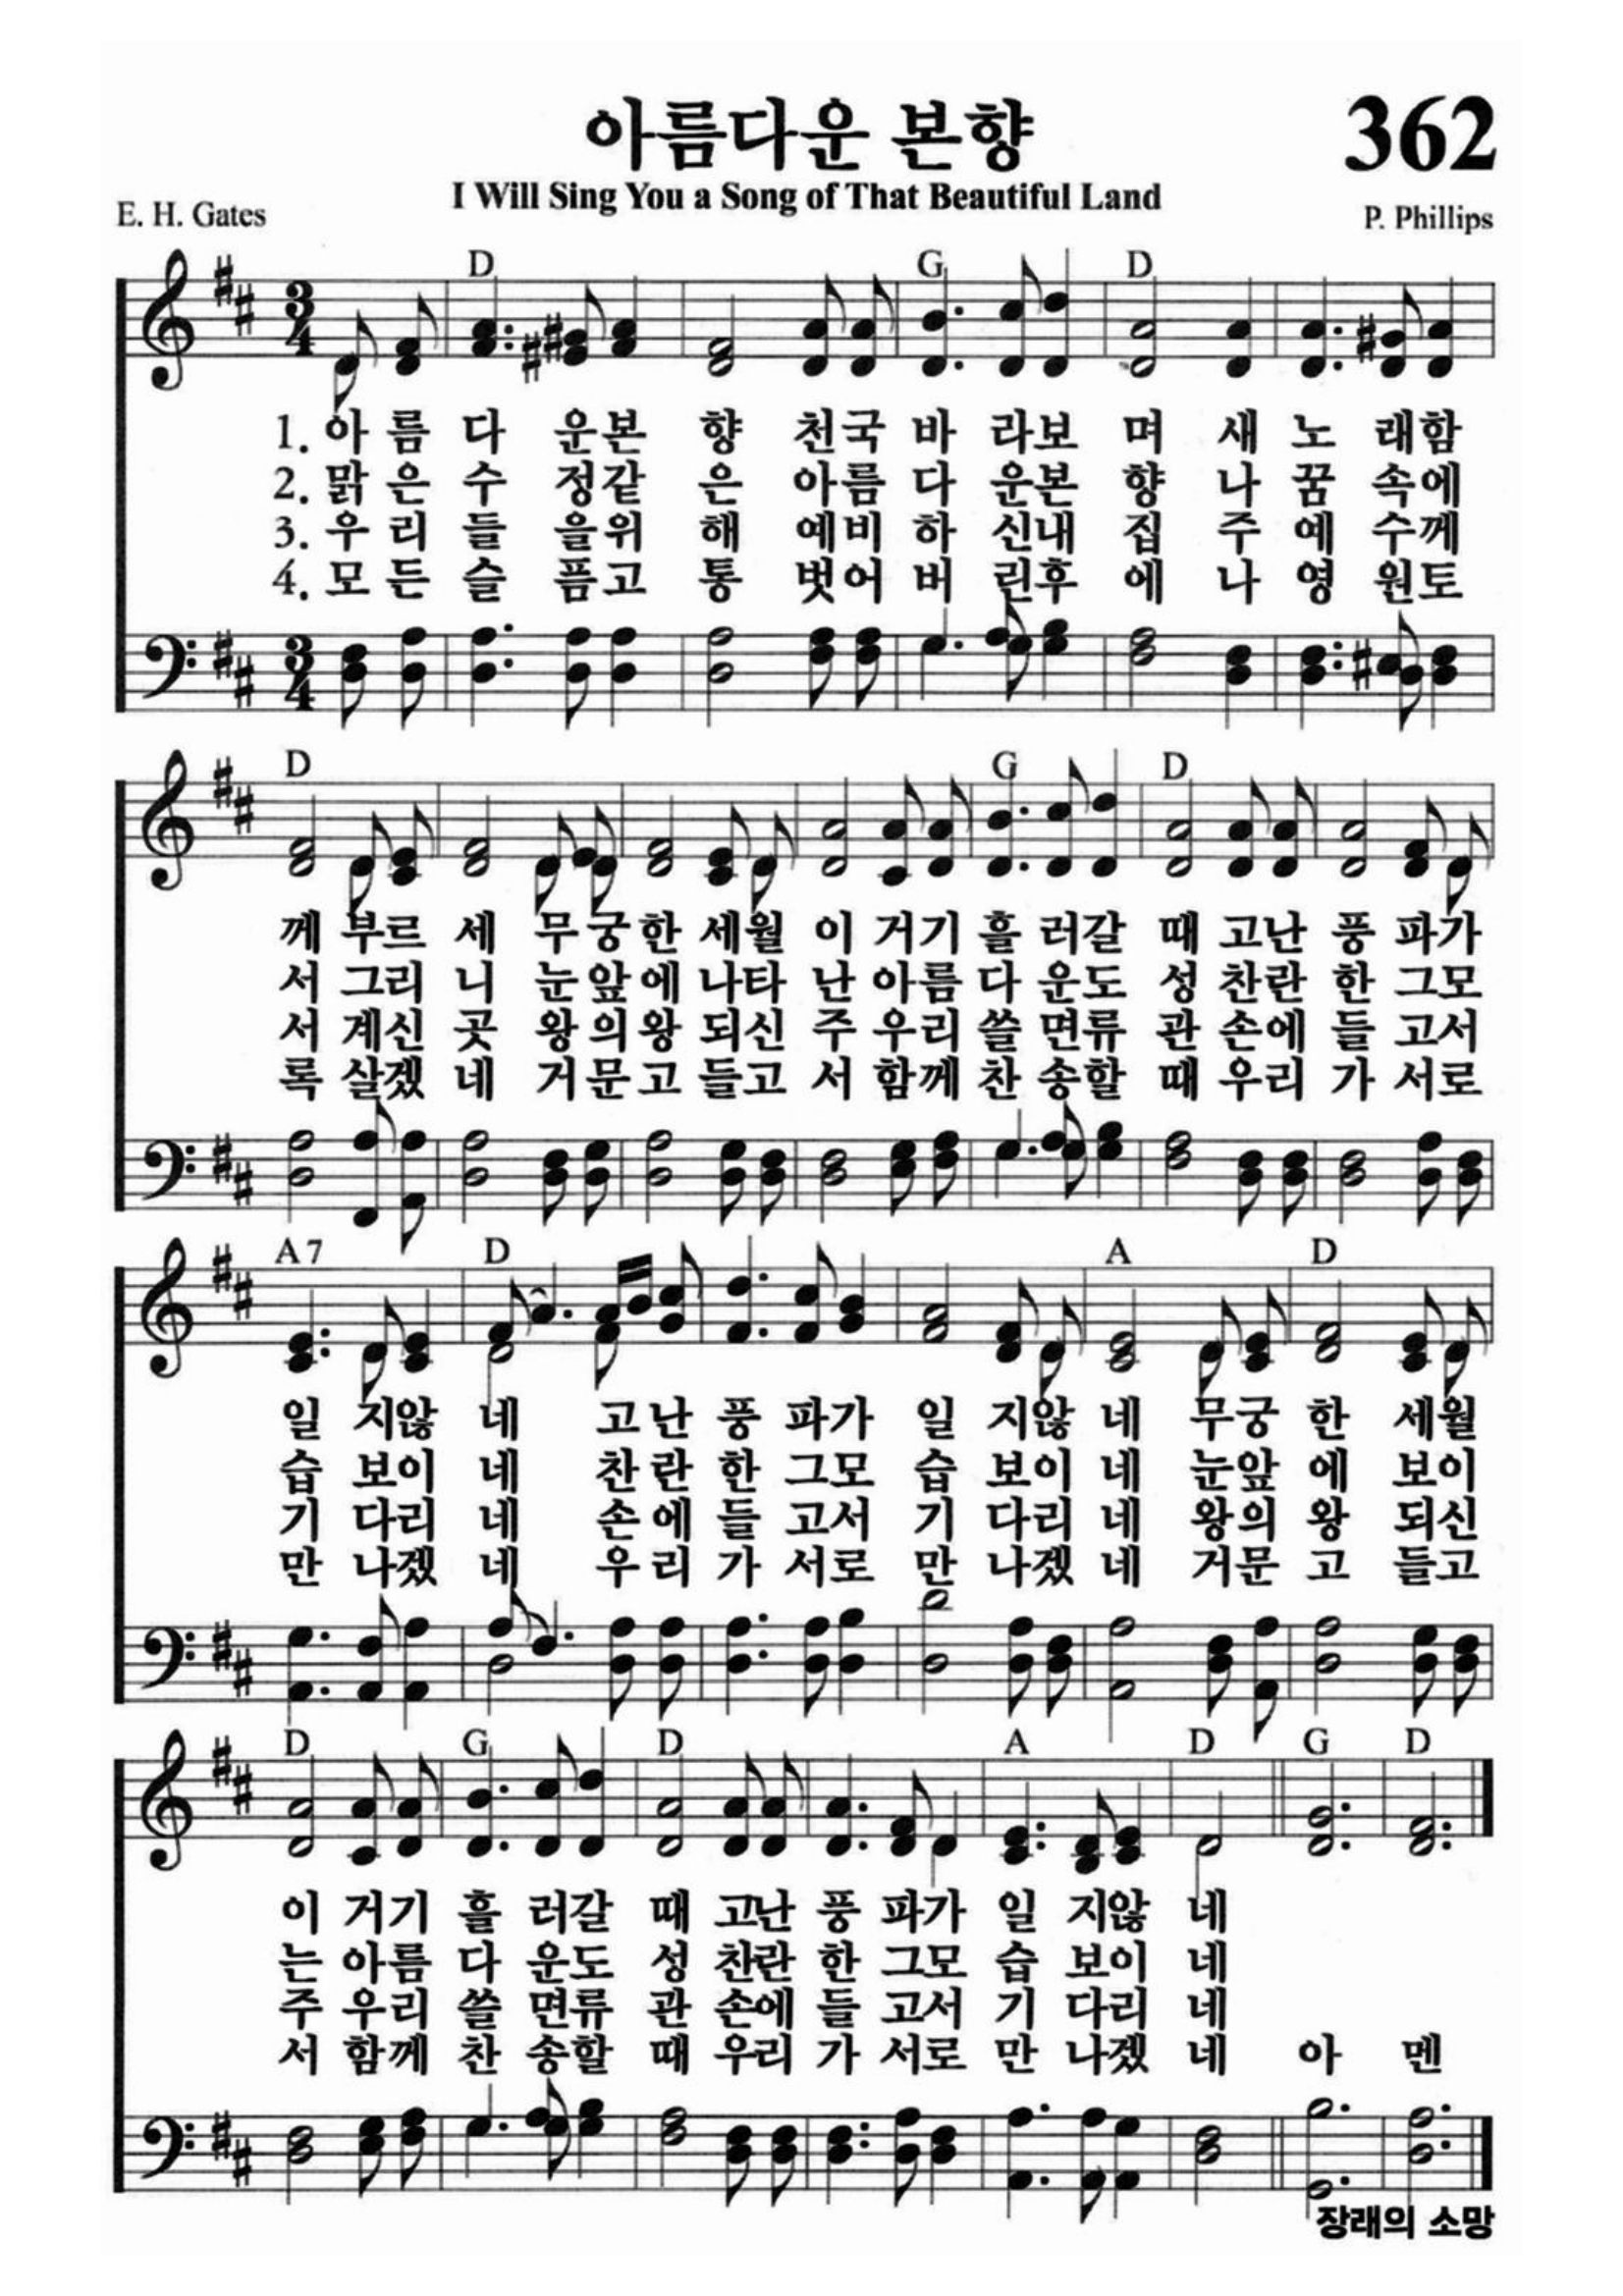 아름다운 본향
362
I Will Sing You a Song of That Beautiful Land
E. H. Gates
P. Phillips
D G D
1. 아름다 운본 향 천국 바 라보 며 새 노 래함
2. 맑은 수 정같 은 아름 다 운본 향 나 꿈 속에
3. 우리 들 을위 해 예비 하 신내 집 주 예 수께
4. 모든 슬 픔고 통 벗어 버 린후 에 나 영 원토
D G D
께 부르 세 무궁한 세월 이 거기 흘 러갈 때 고난 풍 파가
서 그리 니 눈앞에 나타 난 아름 다 운도 성 찬란 한 그모
서 계신 곳 왕의왕 되신 주 우리 쓸 면류 관 손에 들 고서
록 살겠 네 거문고 들고 서 함께 찬 송할 때 우리 가 서로
A7 D A D
일 지않 네 고난 풍 파가 일 지않 네 무궁 한 세월
습 보이 네 찬란 한 그모 습 보이 네 눈앞 에 보이
기 다리 네 손에 들 고서 기 다리 네 왕의 왕 되신
만 나겠 네 우리 가 서로 만 나겠 네 거문 고 들고
D G D A D G D
이 거기 흘 러갈 때 고난 풍 파가 일 지않 네
는 아름 다 운도 성 찬란 한 그모 습 보이 네
주 우리 쓸 면류 관 손에 들 고서 기 다리 네
서 함께 찬 송할 때 우리 가 서로 만 나겠 네 아 멘
장래의 소망